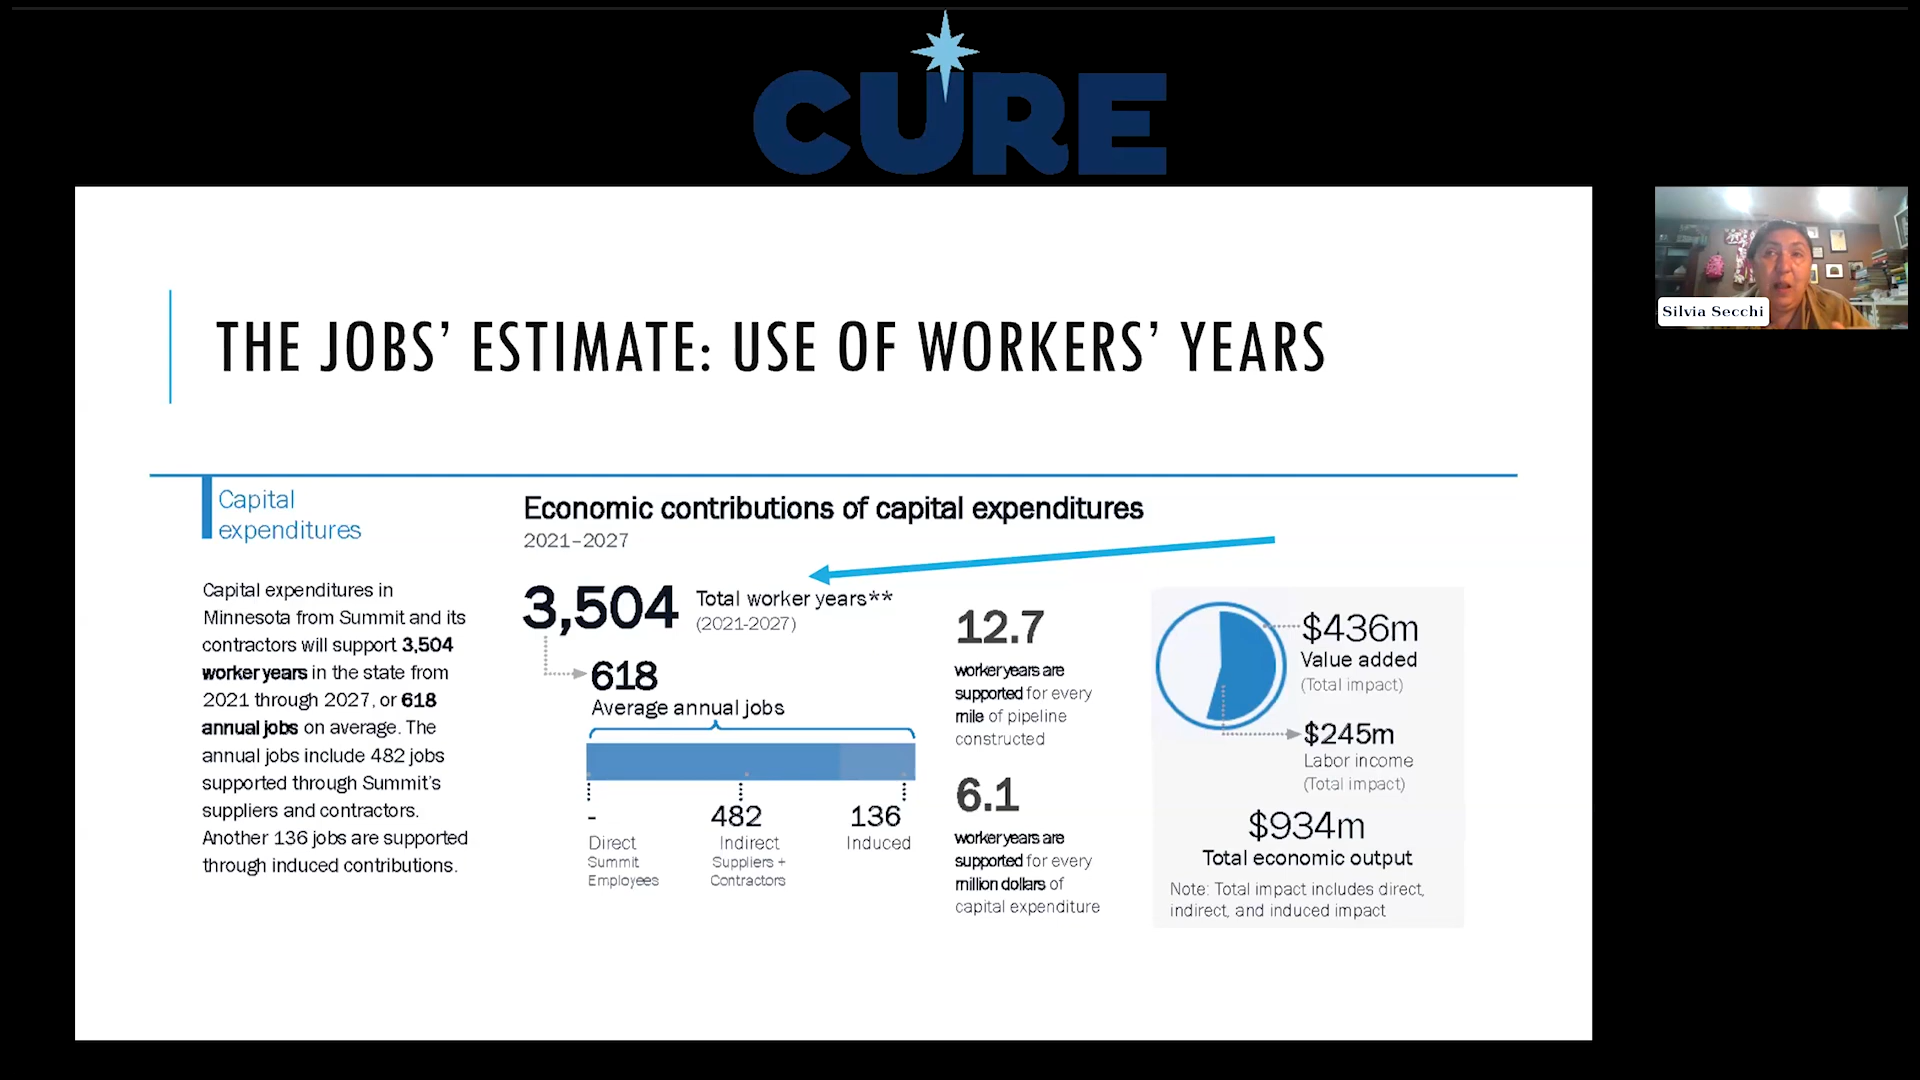 CURE
Silvia Secchi
THE JOBS’ ESTIMATE: USE OF WORKERS’ YEARS
Capital
expenditures
Capital expenditures in
Minnesota from Summit and its
contractors will support 3,504
worker years in the state from
2021 through 2027, or 618
annual jobs on average. The
annual jobs include 482 jobs
supported through Summit’s
suppliers and contractors.
Another 136 jobs are supported
through induced contributions.
Economic contributions of capital expenditures
2021–2027
3,504
Total worker years**
(2021-2027)
618
Average annual jobs
-
Direct
Summit
Employees
482
Indirect
Suppliers +
Contractors
136
Induced
12.7
worker years are
supported for every
mile of pipeline
constructed
6.1
worker years are
supported for every
million dollars of
capital expenditure
$436m
Value added
(Total impact)
$245m
Labor income
(Total impact)
$934m
Total economic output
Note: Total impact includes direct,
indirect, and induced impact